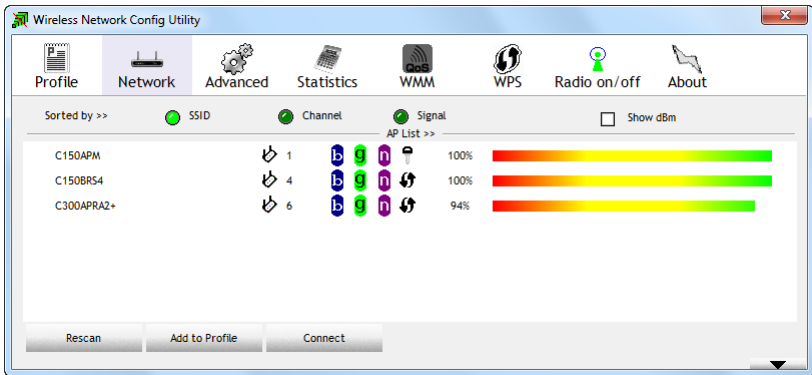 Wireless Network Config Utility
Profile Network Advanced Statistics QoS WMM WPS Radio on/off About
Sorted by >> SSID Channel Signal Show dBm
AP List >>
C150APM 1 b g n 100%
C150BRS4 4 b g n 100%
C300APRA2+ 6 b g n 94%
Rescan Add to Profile Connect